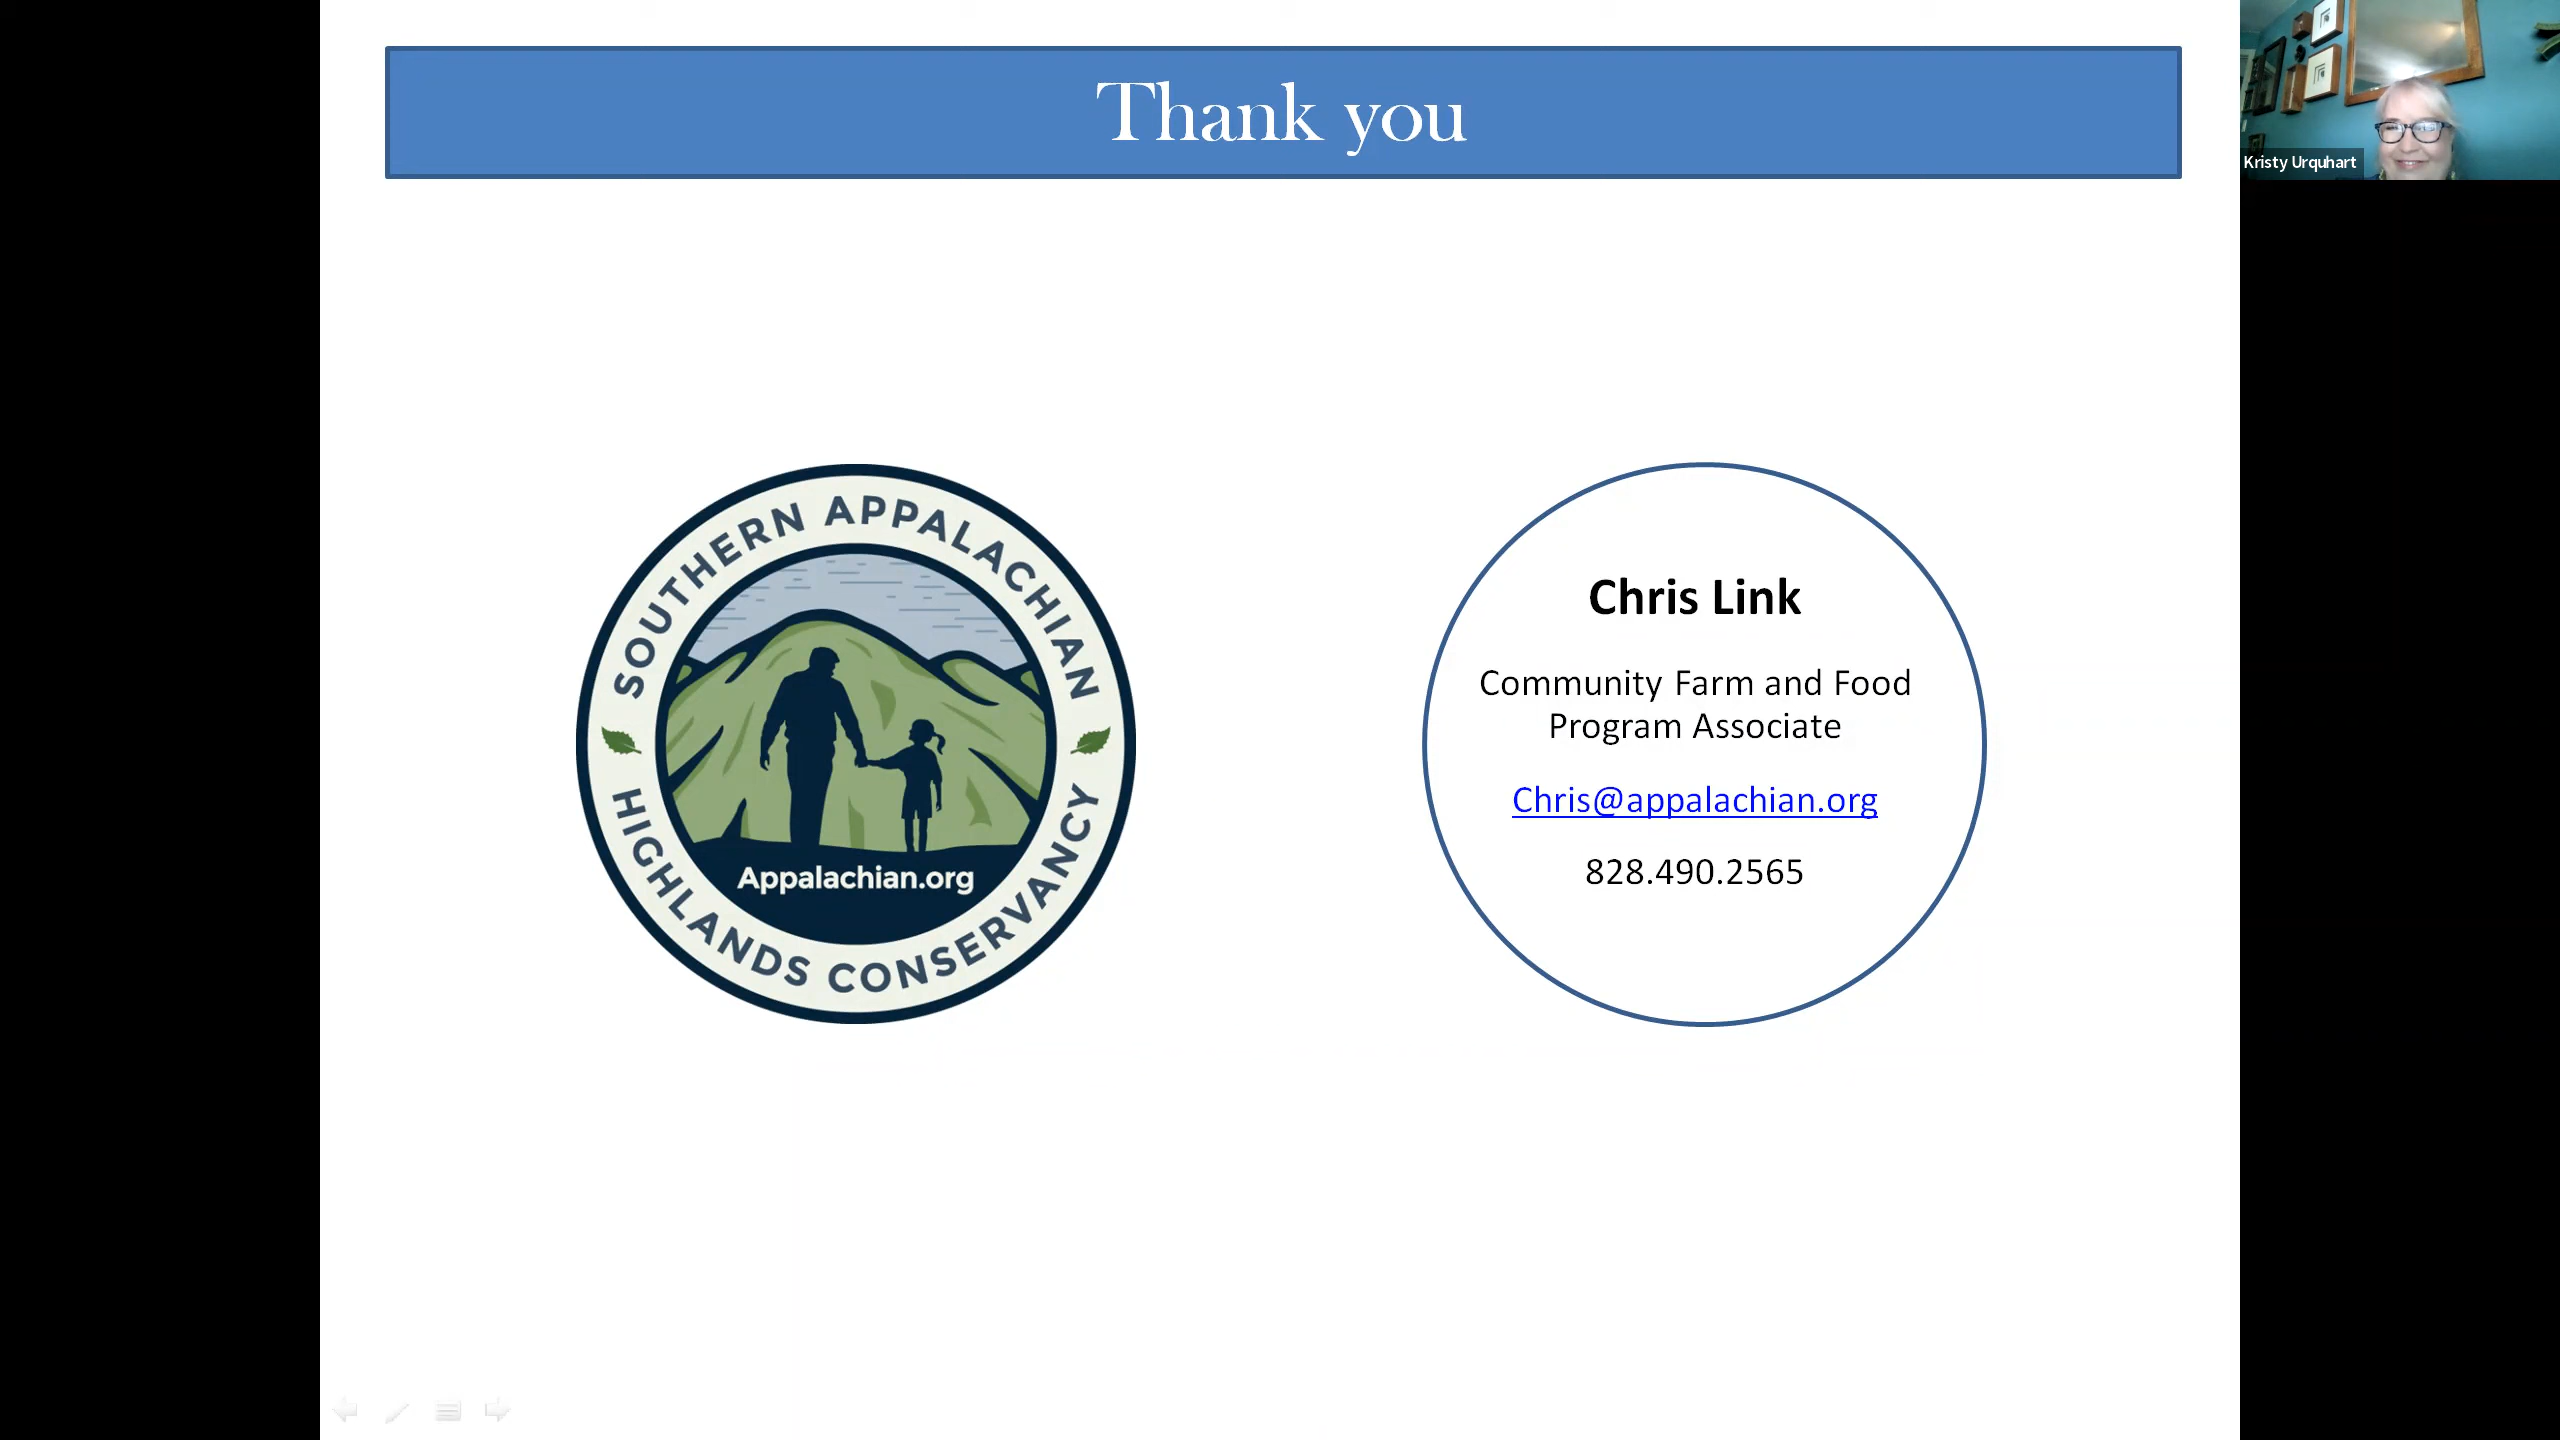 Thank you
Kristy Urquhart
SOUTHERN APPALACHIAN
HIGHLANDS CONSERVANCY
Appalachian.org
Chris Link
Community Farm and Food
Program Associate
Chris@appalachian.org
828.490.2565